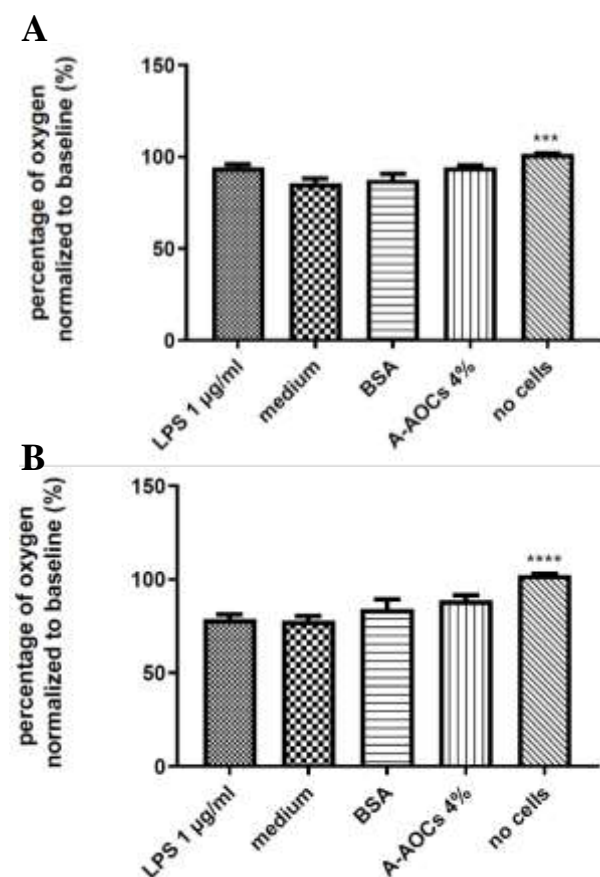 A
percentage of oxygen
normalized to baseline (%)
150
100
50
0
***
LPS 1 µg/ml
medium
BSA
A-AOCs 4%
no cells
B
percentage of oxygen
normalized to baseline (%)
150
100
50
0
****
LPS 1 µg/ml
medium
BSA
A-AOCs 4%
no cells